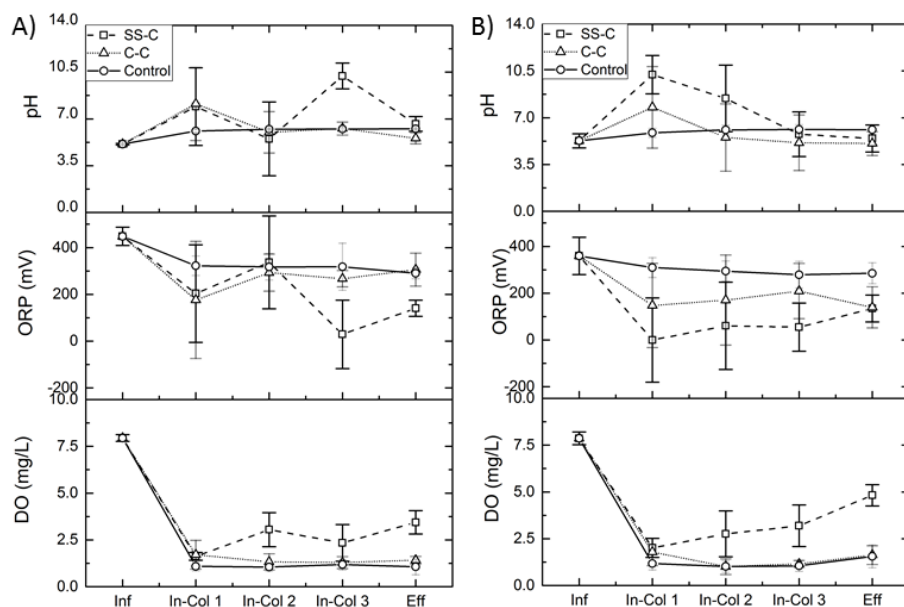 A)
14.0
10.5
7.0
3.5
0.0
pH
SS-C
C-C
Control
400
200
0
-200
ORP (mV)
10.0
7.5
5.0
2.5
0.0
DO (mg/L)
Inf In-Col 1 In-Col 2 In-Col 3 Eff
B)
14.0
10.5
7.0
3.5
0.0
pH
SS-C
C-C
Control
400
200
0
-200
ORP (mV)
10.0
7.5
5.0
2.5
0.0
DO (mg/L)
Inf In-Col 1 In-Col 2 In-Col 3 Eff